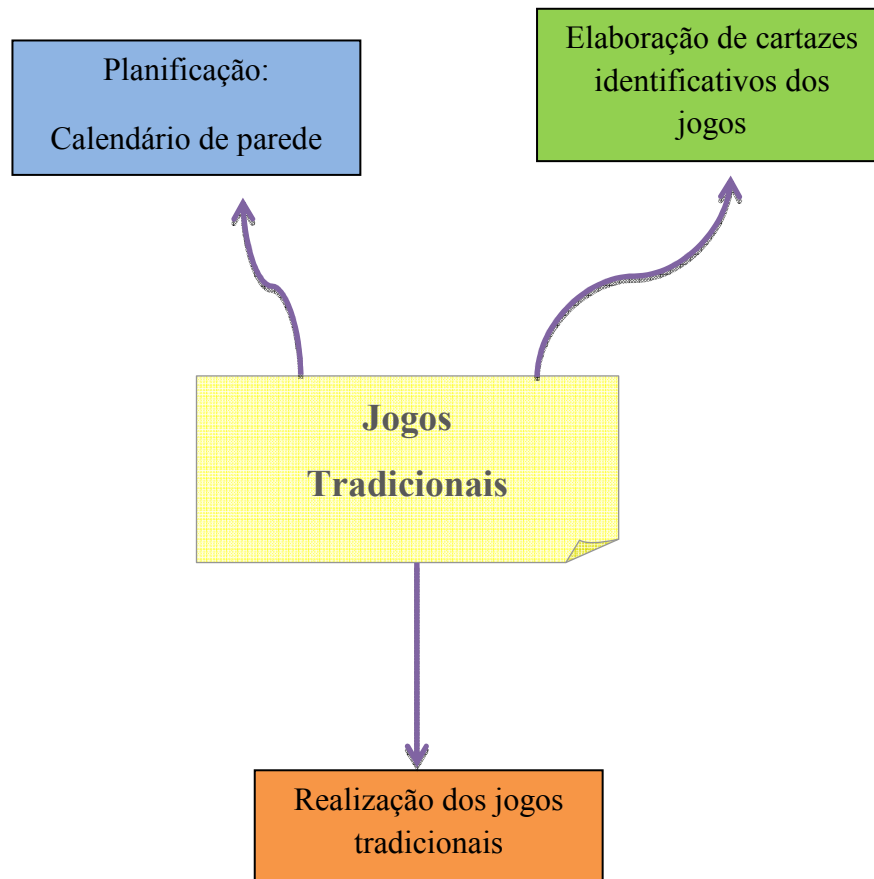 Planificação:
Calendário de parede
Elaboração de cartazes
identificativos dos
jogos
Jogos
Tradicionais
Realização dos jogos
tradicionais